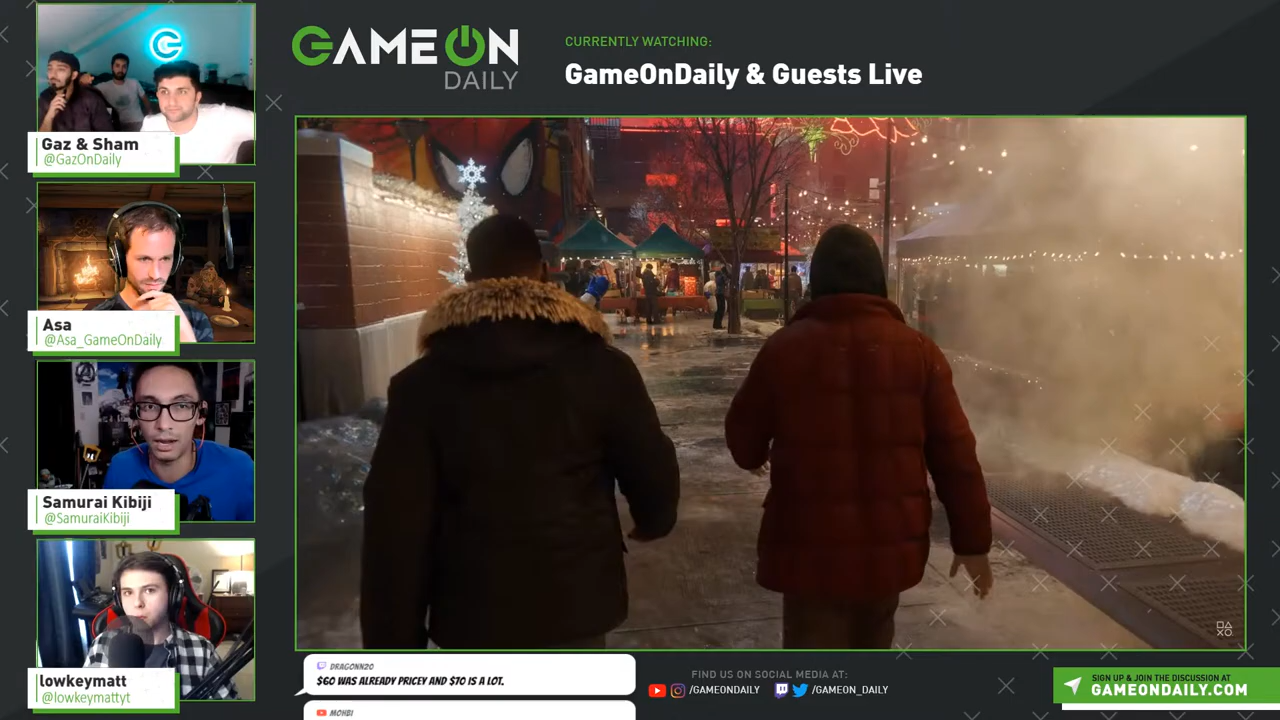 Gaz & Sham
@GazOnDaily
Asa
@Asa_GameOnDaily
Samurai Kibiji
@SamuraiKibiji
lowkeymatt
@lowkeymattyt
GAMEON
DAILY
CURRENTLY WATCHING:
GameOnDaily & Guests Live
DRAGONN20
$60 WAS ALREADY PRICEY AND $70 IS A LOT.
MOHBI
FIND US ON SOCIAL MEDIA AT:
/GAMEONDAILY
/GAMEON_DAILY
SIGN UP & JOIN THE DISCUSSION AT
GAMEONDAILY.COM